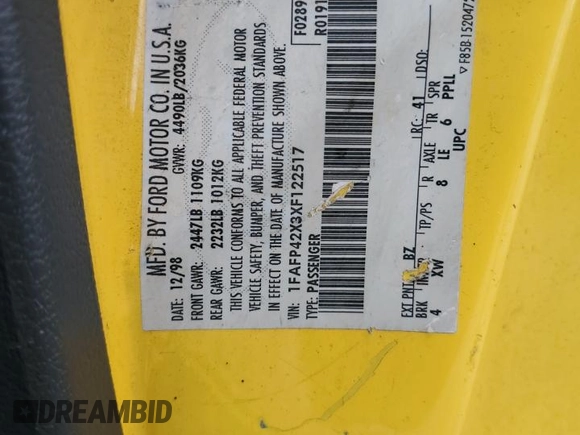 MFD. BY FORD MOTOR CO. IN U.S.A.
DATE: 12/98 GVWR: 4490LB/2036KG
FRONT GAWR: 2447LB 1109KG
REAR GAWR: 2232LB 1012KG
THIS VEHICLE CONFORMS TO ALL APPLICABLE FEDERAL MOTOR
VEHICLE SAFETY, BUMPER, AND THEFT PREVENTION STANDARDS
IN EFFECT ON THE DATE OF MANUFACTURE SHOWN ABOVE.
VIN: 1FAFP42X3XF122517
TYPE: PASSENGER
F0289
R0191
EXT PNT: BZ RC: 41 DSO:
BRK TP/PS R AXLE TR SPR
4 XW 8 LE 6 PPLL
UPC
F85B-152047
DREAMBID